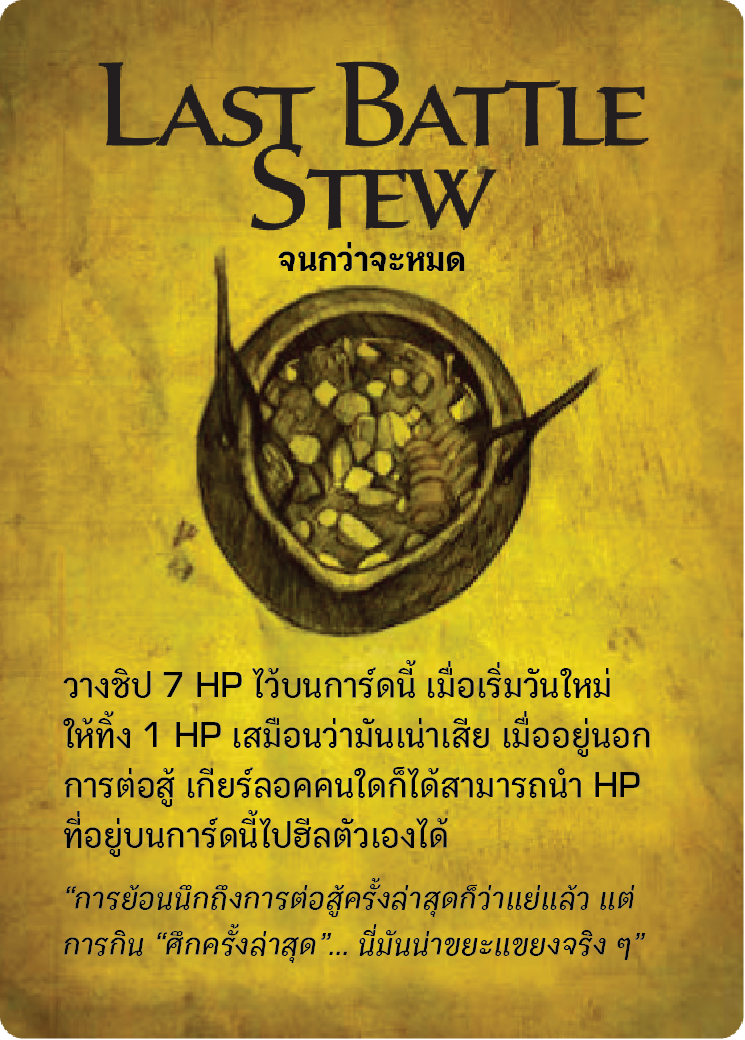 LAST BATTLE
STEW
จนกว่าจะหมด
วางชิป 7 HP ไว้บนการ์ดนี้ เมื่อเริ่มวันใหม่
ให้ทิ้ง 1 HP เสมือนว่ามันเน่าเสีย เมื่ออยู่นอก
การต่อสู้ เกียร์ลอคคนใดก็ได้สามารถนำ HP
ที่อยู่บนการ์ดนี้ไปฮีลตัวเองได้
“การย้อนนึกถึงการต่อสู้ครั้งล่าสุดก็ว่าแย่แล้ว แต่
การกิน “ศึกครั้งล่าสุด”... นี่มันน่าขยะแขยงจริง ๆ”